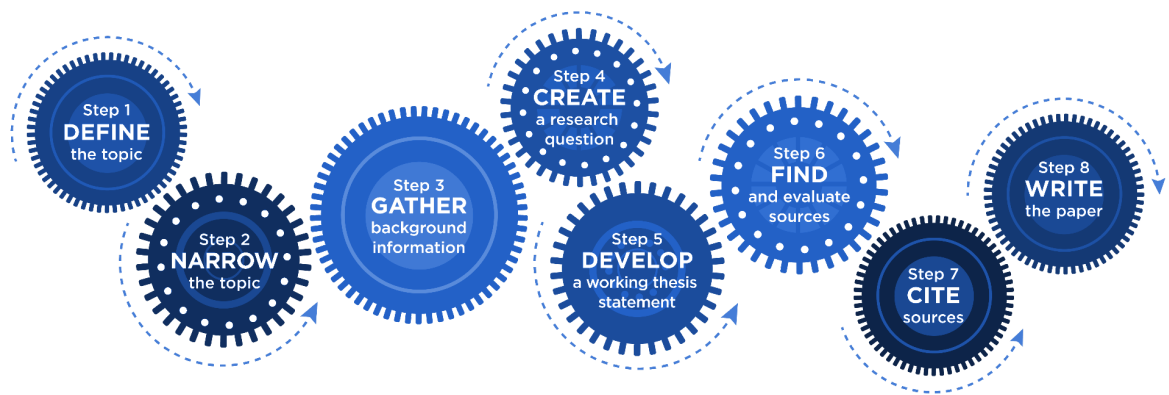 Step 1
DEFINE
the topic
Step 2
NARROW
the topic
Step 3
GATHER
background
information
Step 4
CREATE
a research
question
Step 5
DEVELOP
a working thesis
statement
Step 6
FIND
and evaluate
sources
Step 7
CITE
sources
Step 8
WRITE
the paper